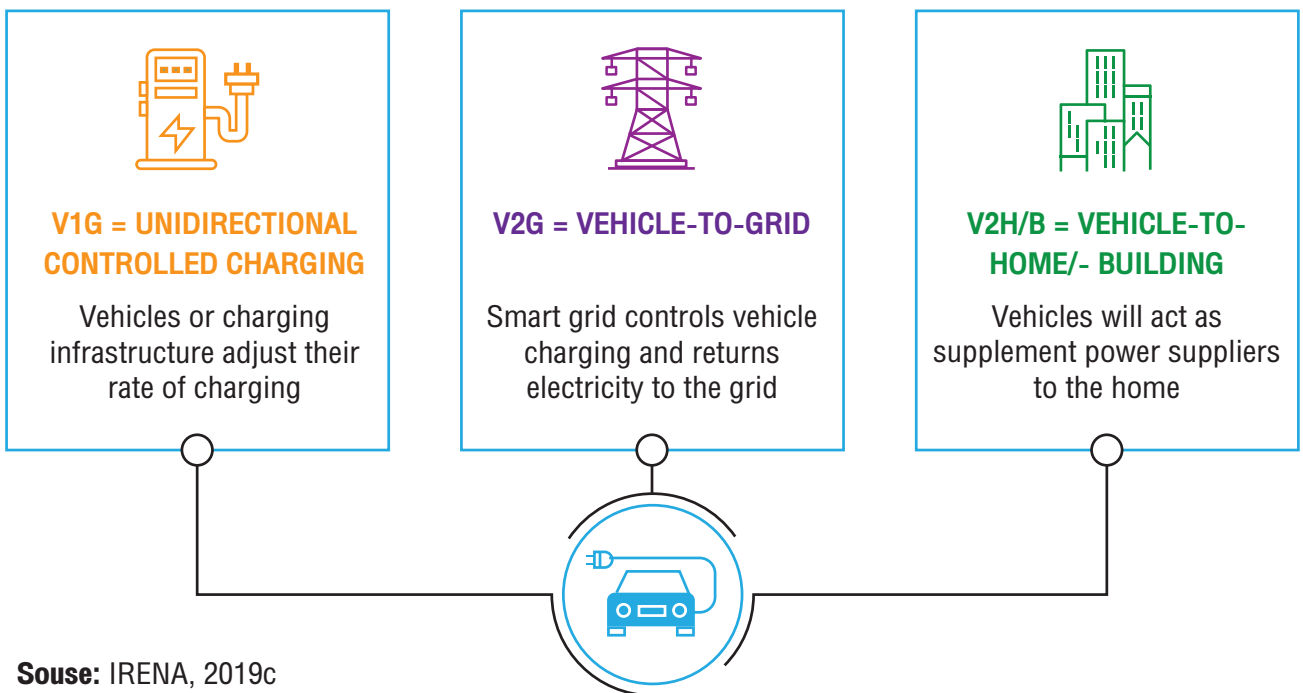 V1G = UNIDIRECTIONAL
CONTROLLED CHARGING
Vehicles or charging
infrastructure adjust their
rate of charging
V2G = VEHICLE-TO-GRID
Smart grid controls vehicle
charging and returns
electricity to the grid
V2H/B = VEHICLE-TO-
HOME/- BUILDING
Vehicles will act as
supplement power suppliers
to the home
Souse: IRENA, 2019c